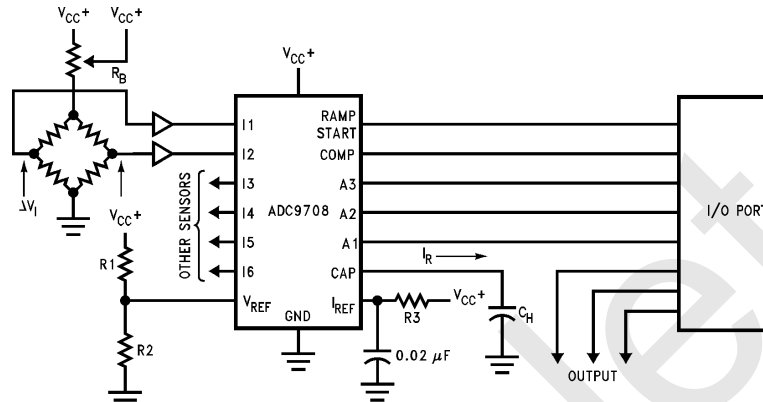 VCC+ VCC+
RB
VCC+
I1
I2
I3
I4
I5
I6
VREF
ADC9708
GND
RAMP
START
COMP
A3
A2
A1
CAP
IREF
OTHER SENSORS
ΔVI
VCC+
R1
R2
IR
R3
VCC+
0.02 μF
CH
I/O PORT
OUTPUT